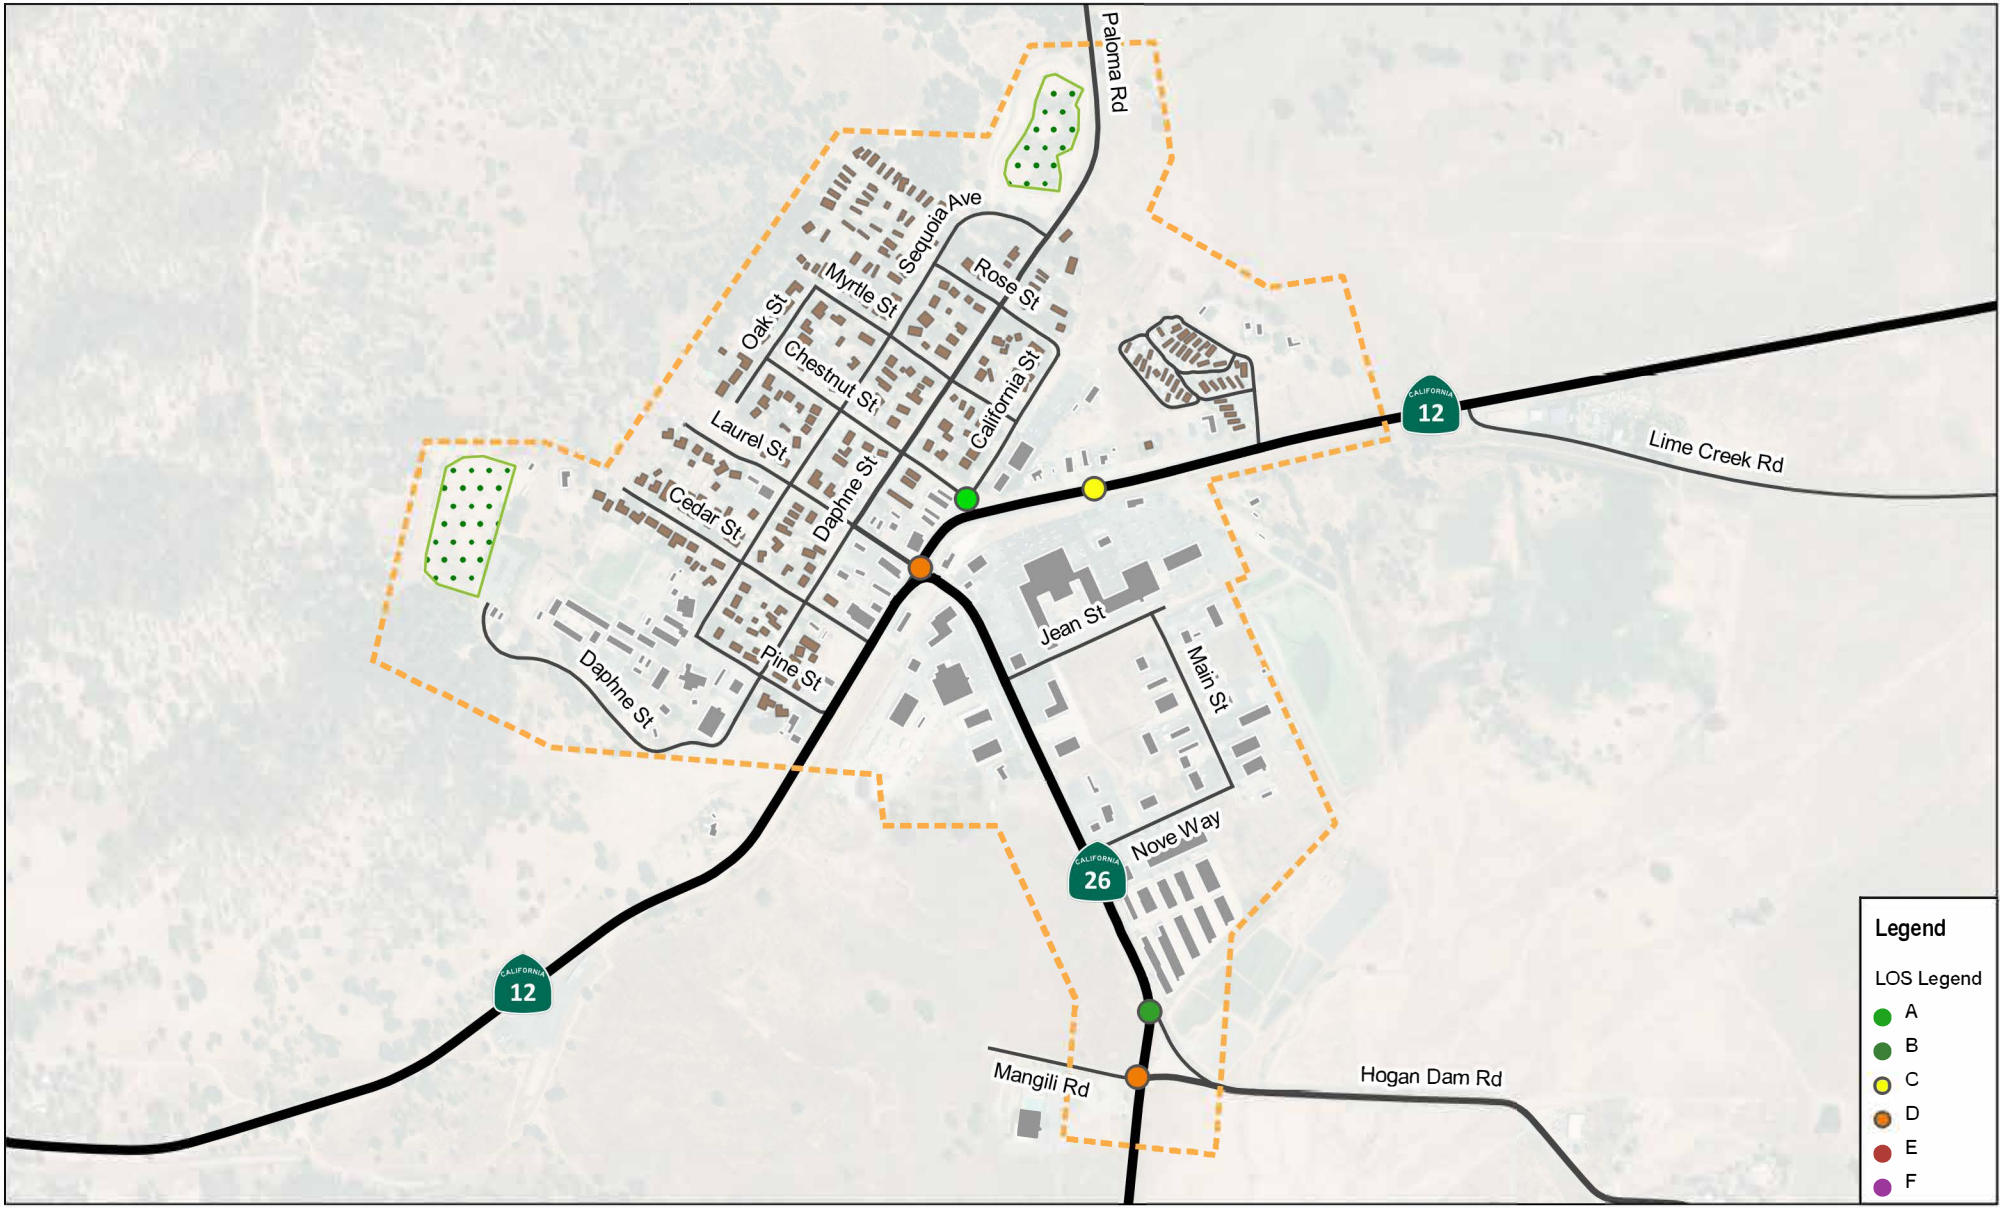 Paloma Rd
Sequoia Ave
Rose St
Myrtle St
Oak St
Chestnut St
California St
CALIFORNIA
12
Laurel St
Lime Creek Rd
Daphne St
Cedar St
Jean St
Pine St
Main St
Daphne St
Nove Way
CALIFORNIA
26
CALIFORNIA
12
Mangili Rd
Hogan Dam Rd
Legend
LOS Legend
A
B
C
D
E
F